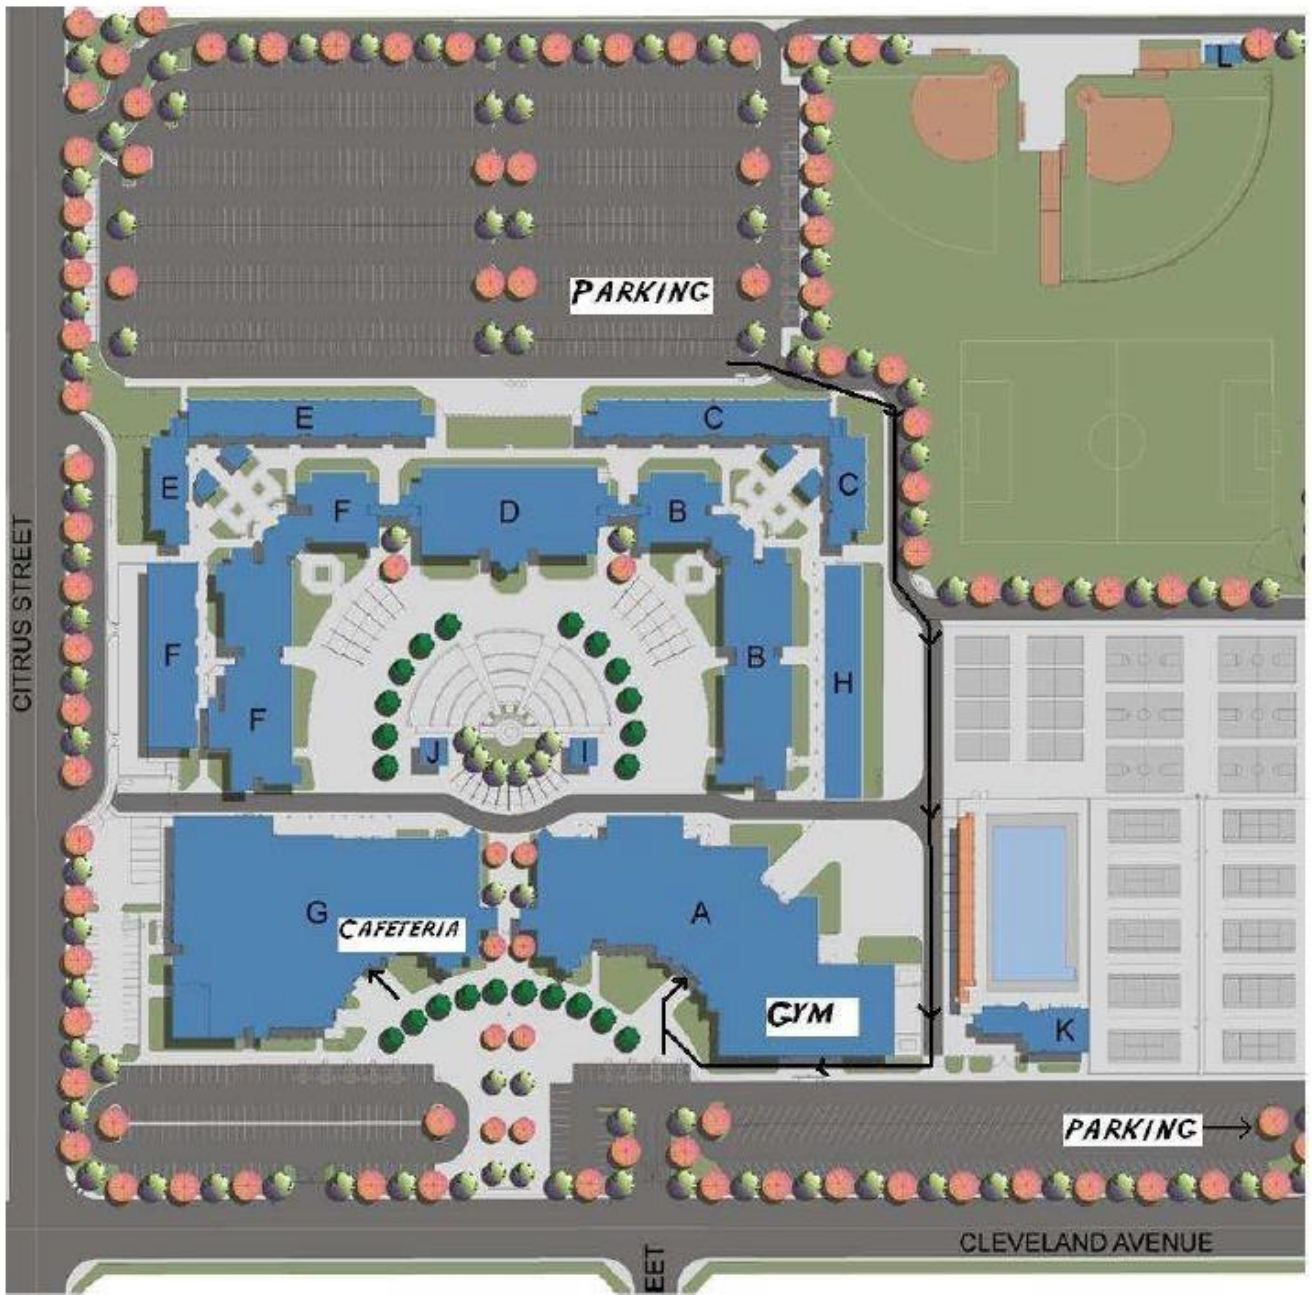 L
PARKING
E
C
E
F
D
B
C
CITRUS STREET
F
F
B
H
J
I
G
CAFETERIA
A
GYM
K
PARKING
CLEVELAND AVENUE
EET